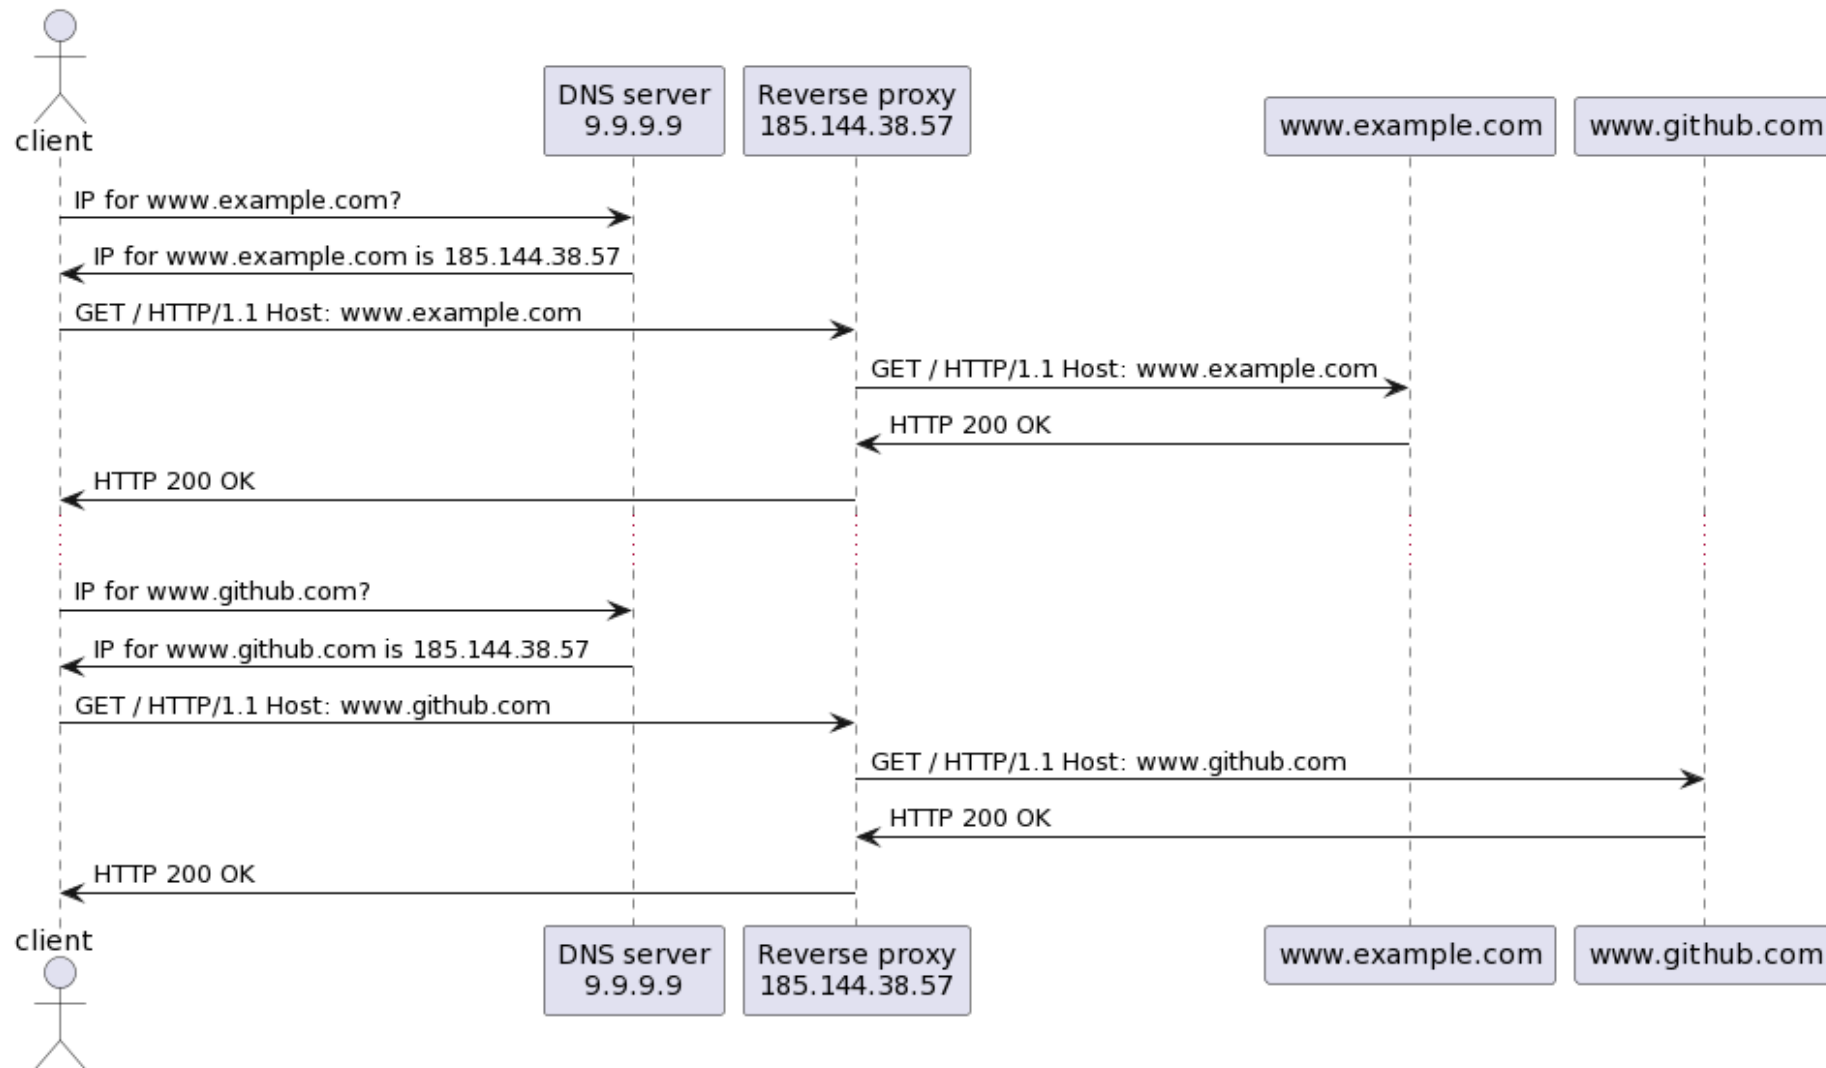 client
DNS server
9.9.9.9
Reverse proxy
185.144.38.57
www.example.com
www.github.com
IP for www.example.com?
IP for www.example.com is 185.144.38.57
GET / HTTP/1.1 Host: www.example.com
GET / HTTP/1.1 Host: www.example.com
HTTP 200 OK
HTTP 200 OK
IP for www.github.com?
IP for www.github.com is 185.144.38.57
GET / HTTP/1.1 Host: www.github.com
GET / HTTP/1.1 Host: www.github.com
HTTP 200 OK
HTTP 200 OK
client
DNS server
9.9.9.9
Reverse proxy
185.144.38.57
www.example.com
www.github.com